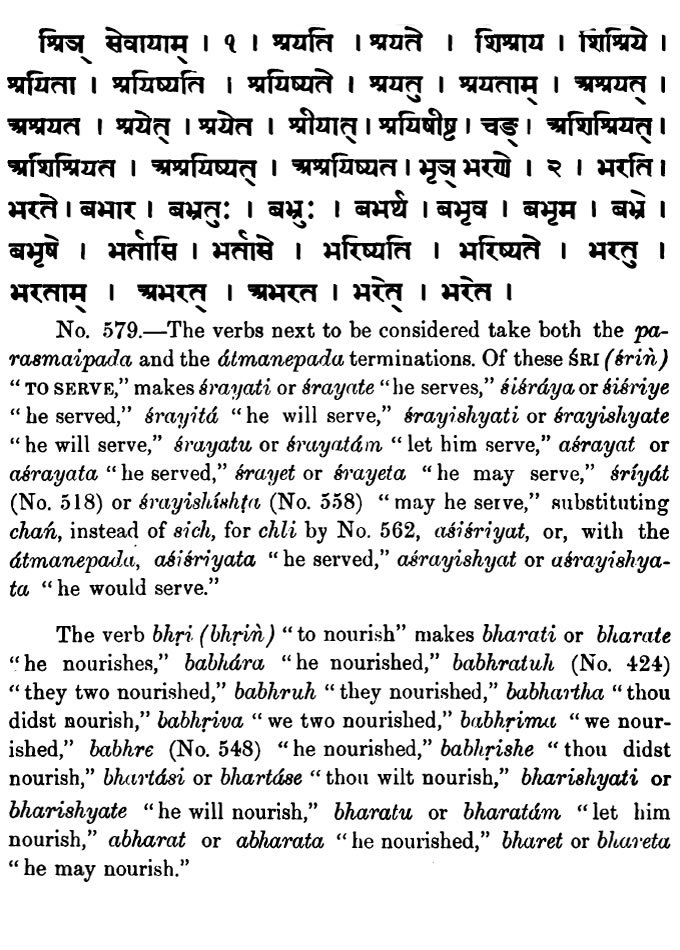 श्रिञ् सेवायाम् । १ । श्रयति । श्रयते । शिश्राय । शिश्रिये ।
श्रयिता । श्रयिष्यति । श्रयिष्यते । श्रयतु । श्रयताम् । अश्रयत् ।
अश्रयत । श्रयेत् । श्रयेत । श्रीयात् । श्रयिषीष्ट । चङ् । अशिश्रियत् ।
अशिश्रियत । अश्रयिष्यत् । अश्रयिष्यत । भृञ् भरणे । २ । भरति ।
भरते । बभार । बभ्रतुः । बभ्रुः । बभर्थ । बभृव । बभृम । बभ्रे ।
बभृषे । भर्तासि । भर्तासे । भरिष्यति । भरिष्यते । भरतु ।
भरताम् । अभरत् । अभरत । भरेत् । भरेत ।
No. 579.—The verbs next to be considered take both the pa-
rasmaipada and the átmanepada terminations. Of these ŚRI (śriṅ)
“TO SERVE,” makes śrayati or śrayate “he serves,” śiśráya or śiśriye
“he served,” śrayitá “he will serve,” śrayishyati or śrayishyate
“he will serve,” śrayatu or śrayatám “let him serve,” aśrayat or
aśrayata “he served,” śrayet or śrayeta “he may serve,” śríyát
(No. 518) or śrayishíshṭa (No. 558) “may he serve,” substituting
chaṅ, instead of sich, for chli by No. 562, aśiśriyat, or, with the
átmanepada, aśiśriyata “he served,” aśrayishyat or aśrayishya-
ta “he would serve.”
The verb bhṛi (bhṛiṅ) “to nourish” makes bharati or bharate
“he nourishes,” babhára “he nourished,” babhratuh (No. 424)
“they two nourished,” babhruh “they nourished,” babhartha “thou
didst nourish,” babhṛiva “we two nourished,” babhṛima “we nour-
ished,” babhre (No. 548) “he nourished,” babhṛishe “thou didst
nourish,” bhartási or bhartáse “thou wilt nourish,” bharishyati or
bharishyate “he will nourish,” bharatu or bharatám “let him
nourish,” abharat or abharata “he nourished,” bharet or bhareta
“he may nourish.”